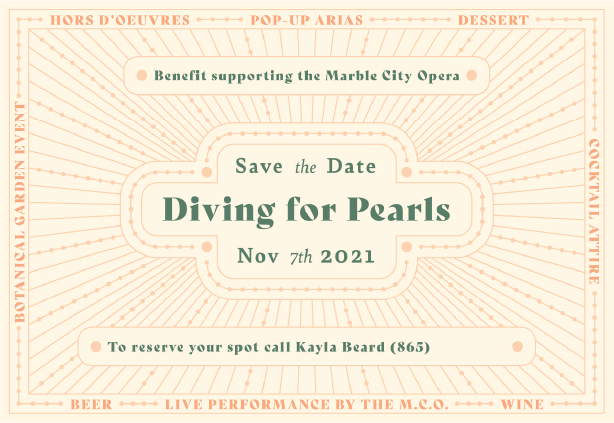 HORS D'OEUVRES
POP-UP ARIAS
DESSERT
Benefit supporting the Marble City Opera
BOTANICAL GARDEN EVENT
COCKTAIL ATTIRE
Save the Date
Diving for Pearls
Nov 7th 2021
To reserve your spot call Kayla Beard (865)
BEER
LIVE PERFORMANCE BY THE M.C.O.
WINE